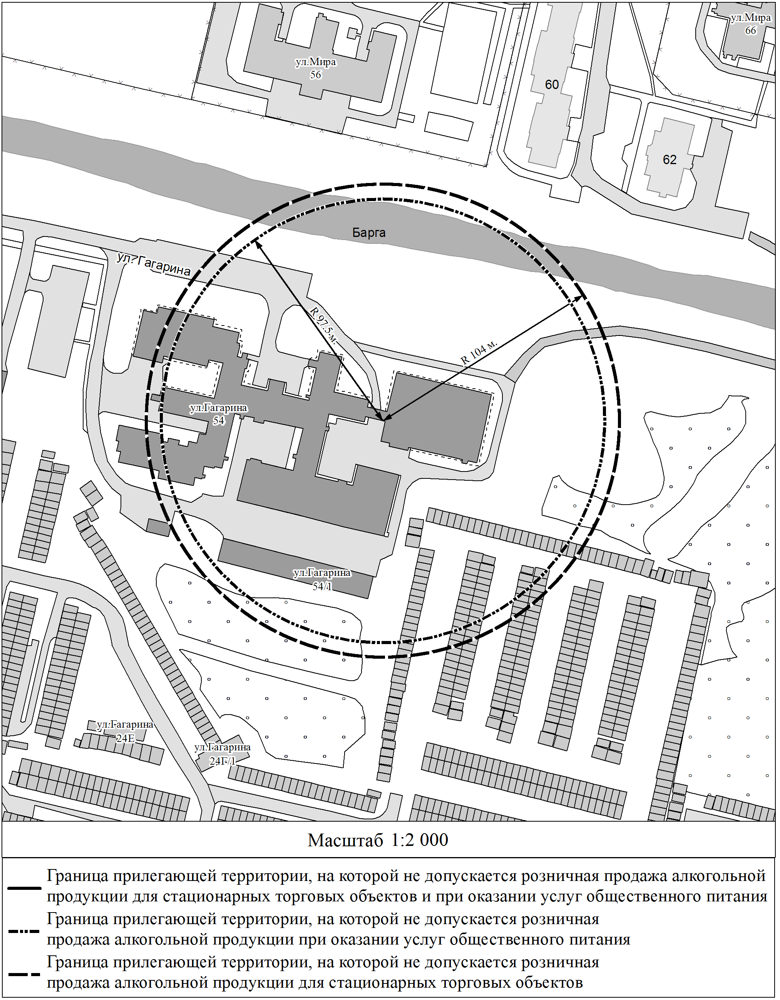 ул.Мира
66
ул.Мира
56
60
62
Барга
ул. Гагарина
R 97.5 м.
R 104 м.
ул.Гагарина
54
ул.Гагарина
54/1
ул.Гагарина
24Е
ул.Гагарина
24Г/1
Масштаб 1:2 000
Граница прилегающей территории, на которой не допускается розничная продажа алкогольной
продукции для стационарных торговых объектов и при оказании услуг общественного питания
Граница прилегающей территории, на которой не допускается розничная
продажа алкогольной продукции при оказании услуг общественного питания
Граница прилегающей территории, на которой не допускается розничная
продажа алкогольной продукции для стационарных торговых объектов